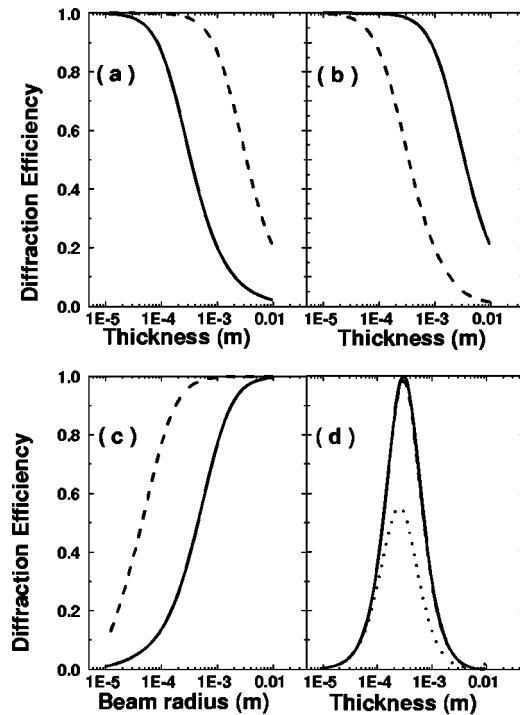 1.0
0.8
0.6
0.4
0.2
0.0
Diffraction Efficiency
( a )
( b )
1E-5 1E-4 1E-3 0.01
1E-5 1E-4 1E-3 0.01
Thickness (m)
Thickness (m)
1.0
0.8
0.6
0.4
0.2
0.0
Diffraction Efficiency
( c )
( d )
1E-5 1E-4 1E-3 0.01
1E-5 1E-4 1E-3 0.01
Beam radius (m)
Thickness (m)